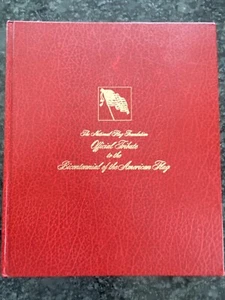 The National Flag Foundation
Official Tribute
to the
Bicentennial of the American Flag